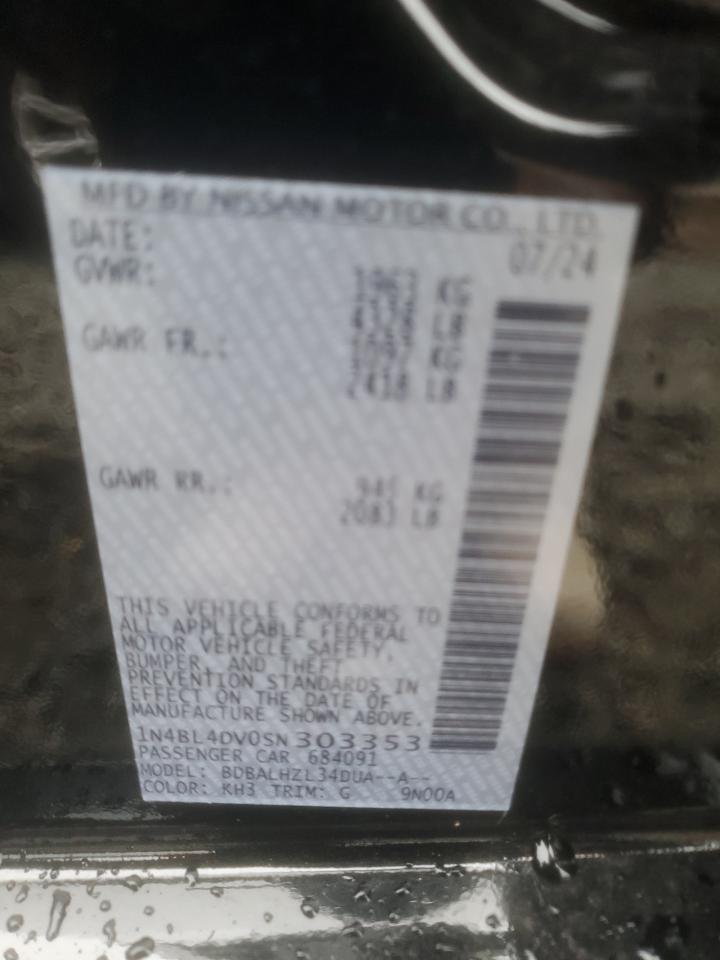 MFD BY NISSAN MOTOR CO., LTD.
DATE: 07/24
GVWR: 1963 KG
4328 LB
GAWR FR.: 1097 KG
2418 LB
GAWR RR.: 945 KG
2083 LB
THIS VEHICLE CONFORMS TO
ALL APPLICABLE FEDERAL
MOTOR VEHICLE SAFETY,
BUMPER, AND THEFT
PREVENTION STANDARDS IN
EFFECT ON THE DATE OF
MANUFACTURE SHOWN ABOVE.
1N4BL4DV0SN303353
PASSENGER CAR 684091
MODEL: BDBALHZL34DUA--A--
COLOR: KH3 TRIM: G 9N00A